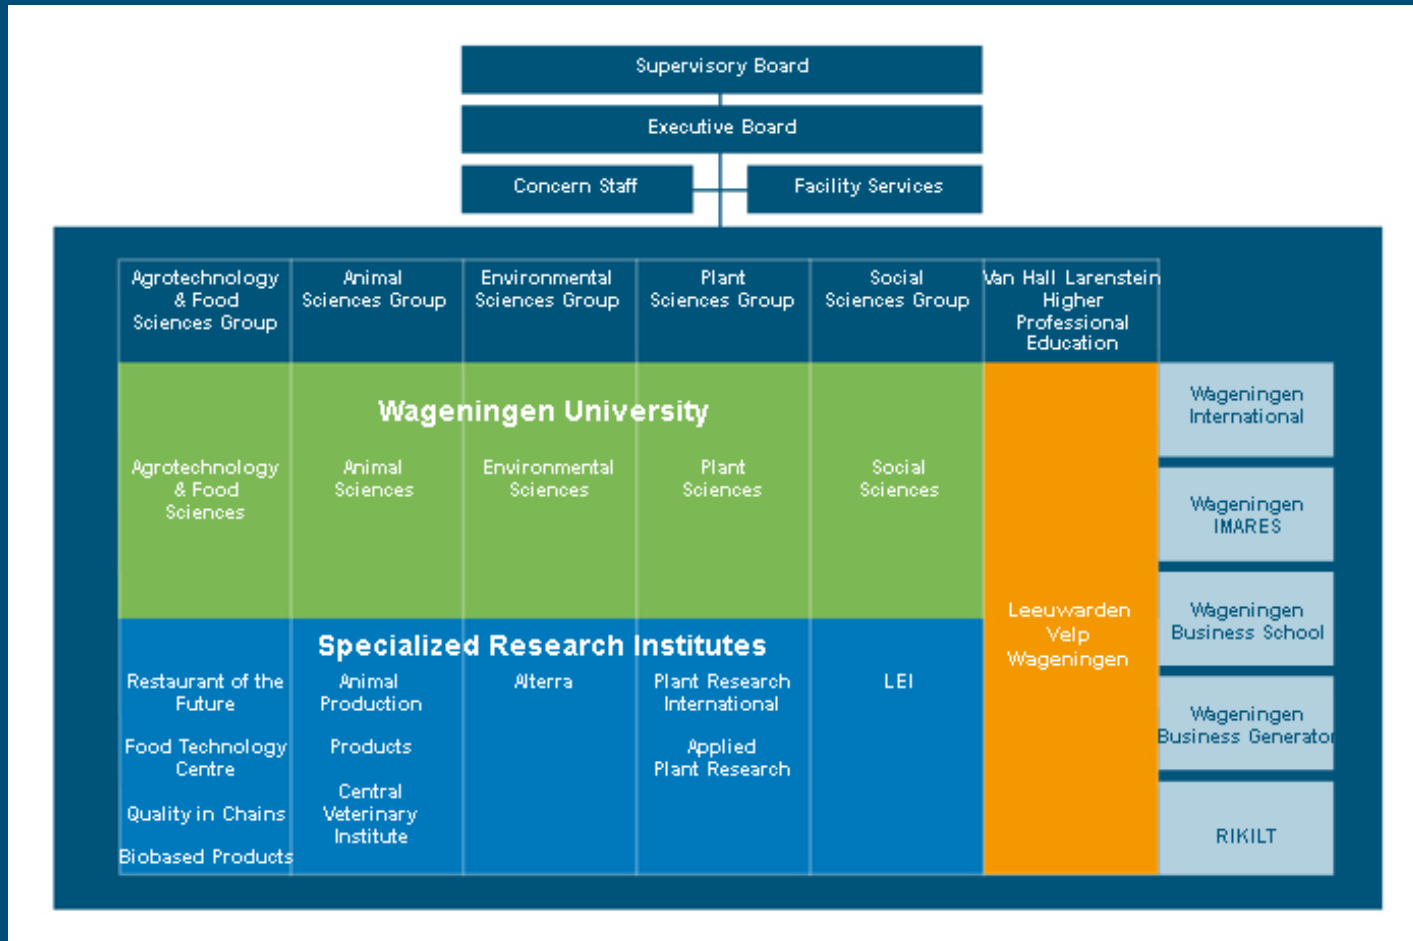 Supervisory Board
Executive Board
Concern Staff
Facility Services
Agrotechnology
& Food
Sciences Group
Animal
Sciences Group
Environmental
Sciences Group
Plant
Sciences Group
Social
Sciences Group
Van Hall Larenstein
Higher
Professional
Education
Wageningen University
Agrotechnology
& Food
Sciences
Animal
Sciences
Environmental
Sciences
Plant
Sciences
Social
Sciences
Specialized Research Institutes
Restaurant of the
Future
Food Technology
Centre
Quality in Chains
Biobased Products
Animal
Production
Products
Central
Veterinary
Institute
Alterra
Plant Research
International
Applied
Plant Research
LEI
Leeuwarden
Velp
Wageningen
Wageningen
International
Wageningen
IMARES
Wageningen
Business School
Wageningen
Business Generator
RIKILT